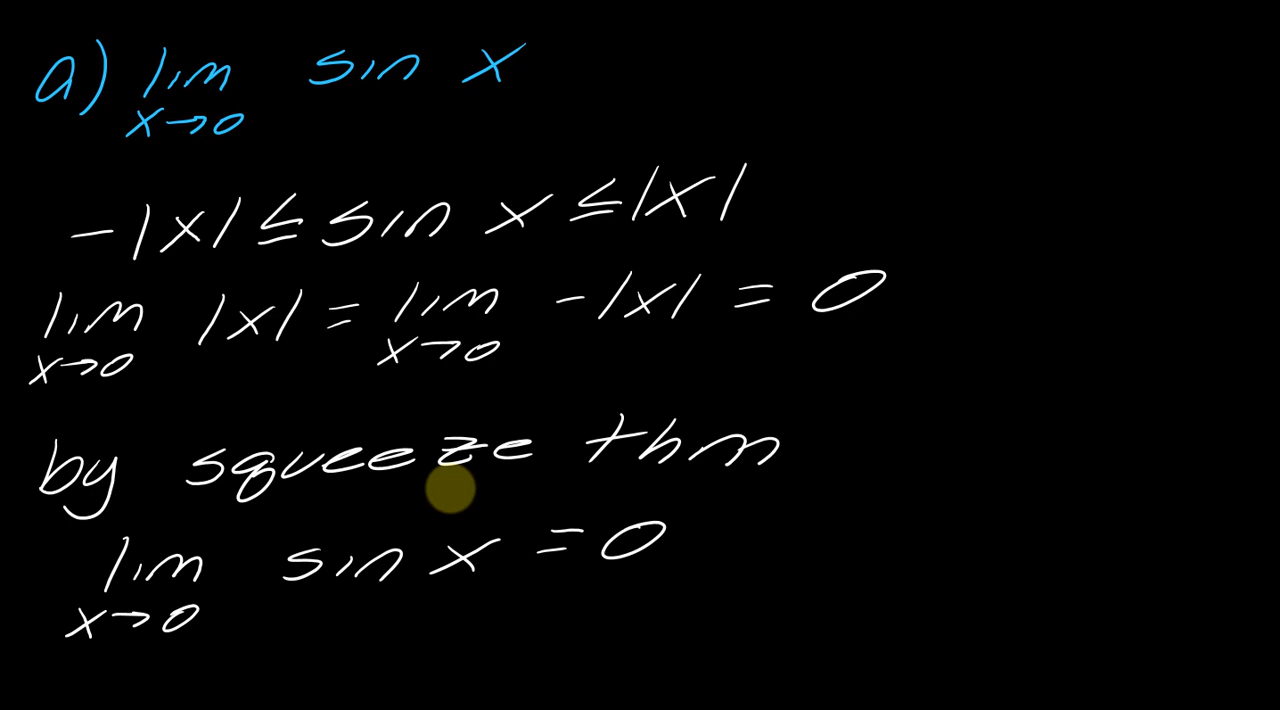 a) lim sin x
x→0
-|x| ≤ sin x ≤ |x|
lim |x| = lim -|x| = 0
x→0 x→0
by squeeze thm
lim sin x = 0
x→0